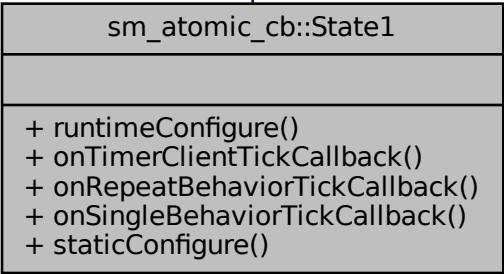 sm_atomic_cb::State1
+ runtimeConfigure()
+ onTimerClientTickCallback()
+ onRepeatBehaviorTickCallback()
+ onSingleBehaviorTickCallback()
+ staticConfigure()